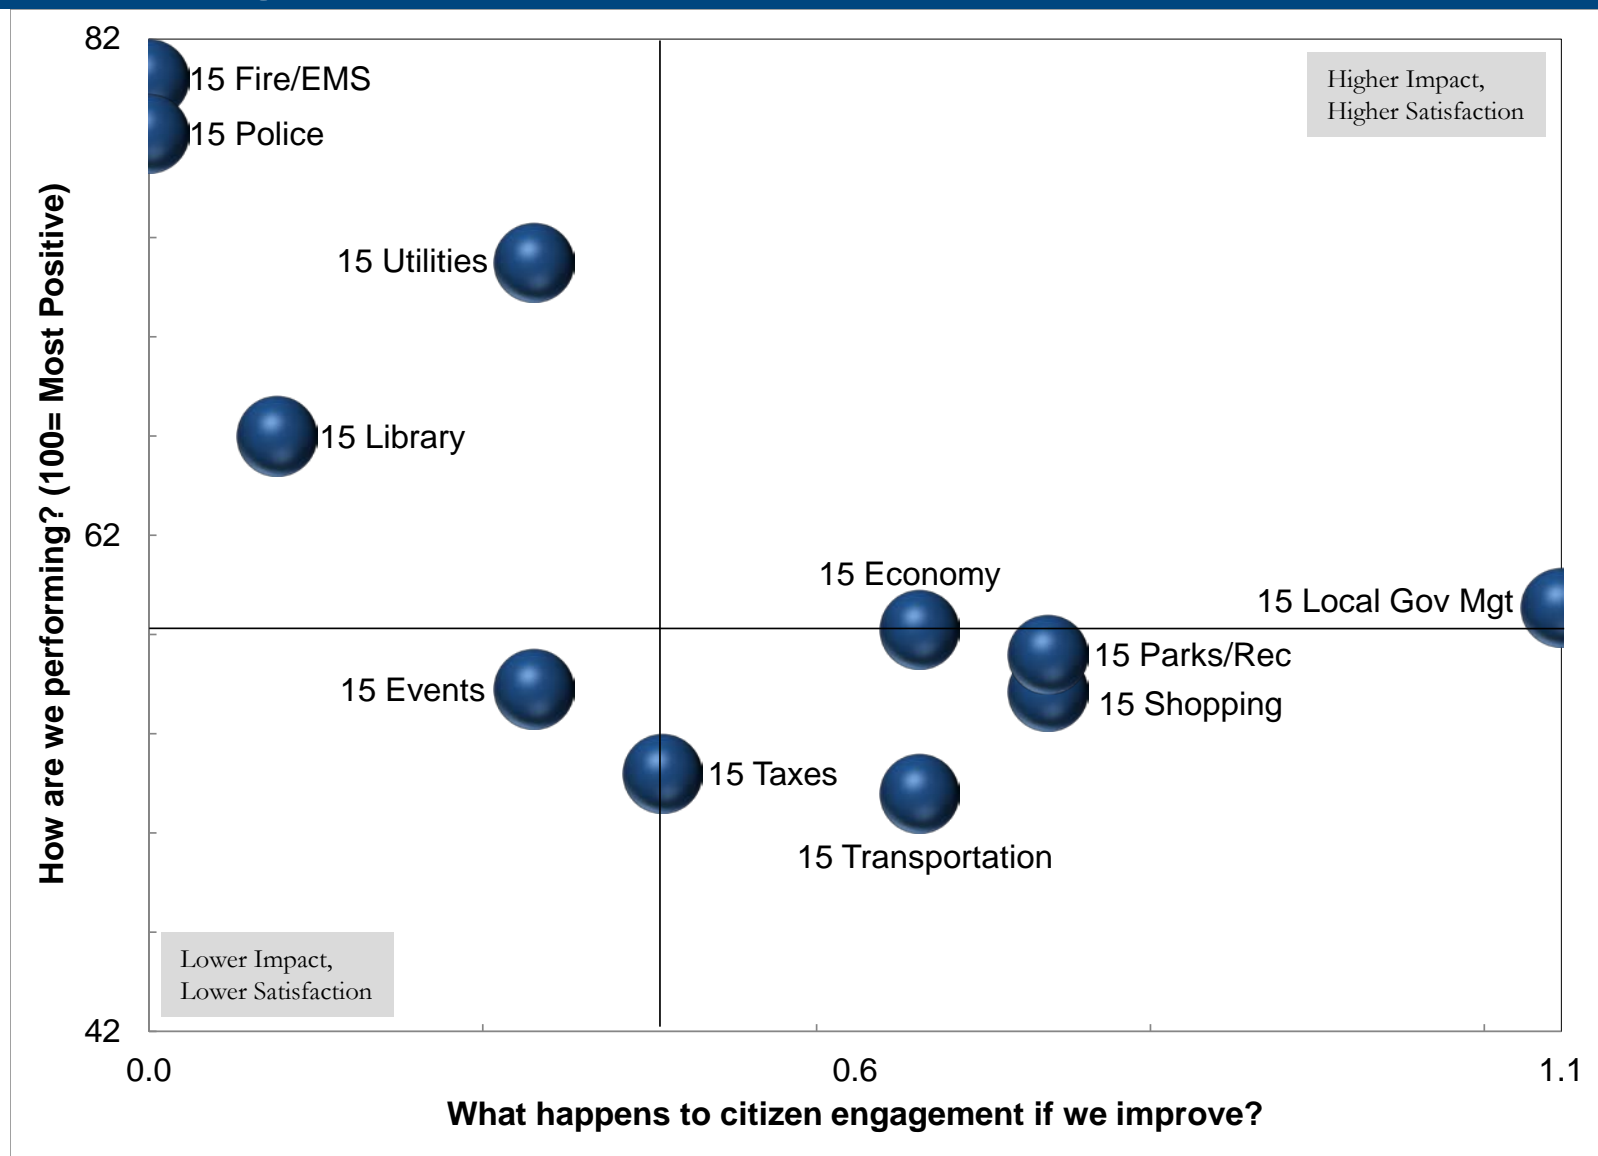 82
15 Fire/EMS
15 Police
Higher Impact,
Higher Satisfaction
15 Utilities
15 Library
How are we performing? (100= Most Positive)
62
15 Economy
15 Local Gov Mgt
15 Parks/Rec
15 Events
15 Shopping
15 Taxes
15 Transportation
Lower Impact,
Lower Satisfaction
42
0.0
0.6
1.1
What happens to citizen engagement if we improve?